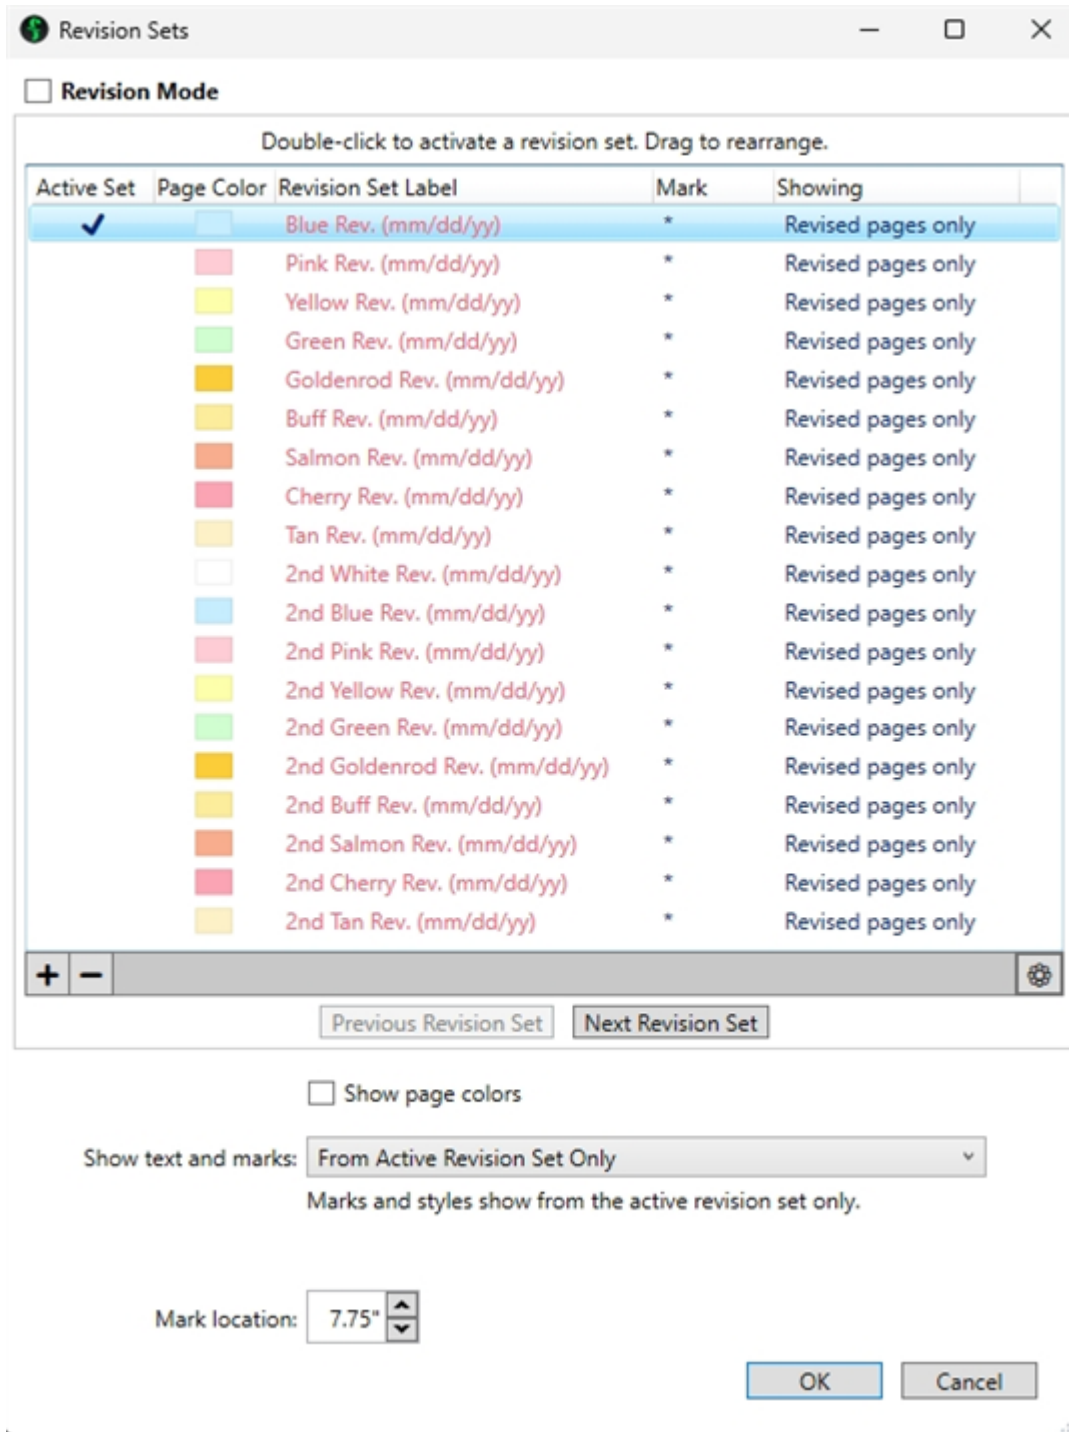 Revision Sets
Revision Mode
Double-click to activate a revision set. Drag to rearrange.
Active Set Page Color Revision Set Label Mark Showing
Blue Rev. (mm/dd/yy) * Revised pages only
Pink Rev. (mm/dd/yy) * Revised pages only
Yellow Rev. (mm/dd/yy) * Revised pages only
Green Rev. (mm/dd/yy) * Revised pages only
Goldenrod Rev. (mm/dd/yy) * Revised pages only
Buff Rev. (mm/dd/yy) * Revised pages only
Salmon Rev. (mm/dd/yy) * Revised pages only
Cherry Rev. (mm/dd/yy) * Revised pages only
Tan Rev. (mm/dd/yy) * Revised pages only
2nd White Rev. (mm/dd/yy) * Revised pages only
2nd Blue Rev. (mm/dd/yy) * Revised pages only
2nd Pink Rev. (mm/dd/yy) * Revised pages only
2nd Yellow Rev. (mm/dd/yy) * Revised pages only
2nd Green Rev. (mm/dd/yy) * Revised pages only
2nd Goldenrod Rev. (mm/dd/yy) * Revised pages only
2nd Buff Rev. (mm/dd/yy) * Revised pages only
2nd Salmon Rev. (mm/dd/yy) * Revised pages only
2nd Cherry Rev. (mm/dd/yy) * Revised pages only
2nd Tan Rev. (mm/dd/yy) * Revised pages only
Previous Revision Set Next Revision Set
Show page colors
Show text and marks: From Active Revision Set Only
Marks and styles show from the active revision set only.
Mark location: 7.75"
OK Cancel